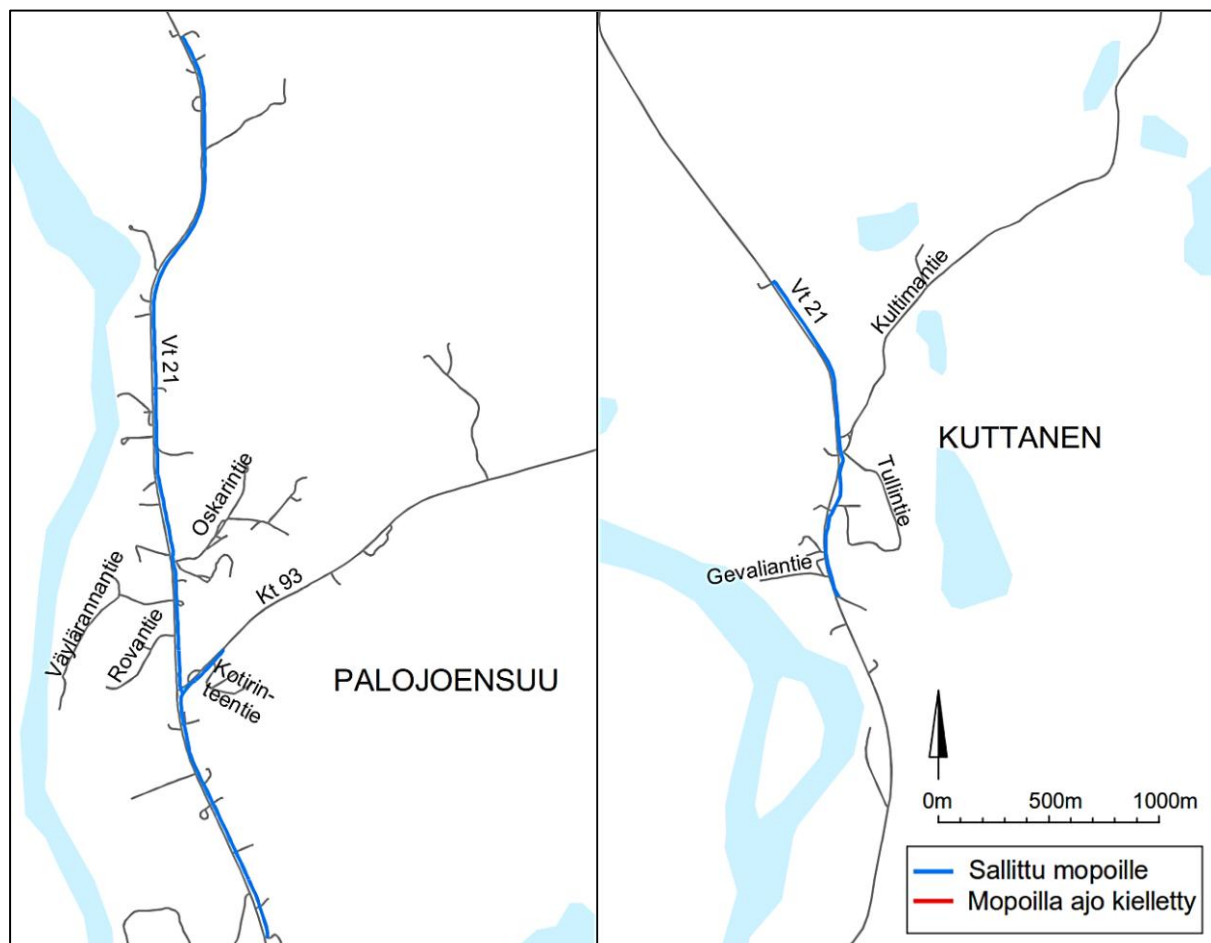 Vt 21
Oskarintie
Väylärannantie
Rovantie
Kt 93
Kotirin-
teentie
PALOJOENSUU
Vt 21
Kultimantie
KUTTANEN
Tullintie
Gevaliantie
0m 500m 1000m
Sallittu mopoille
Mopoilla ajo kielletty